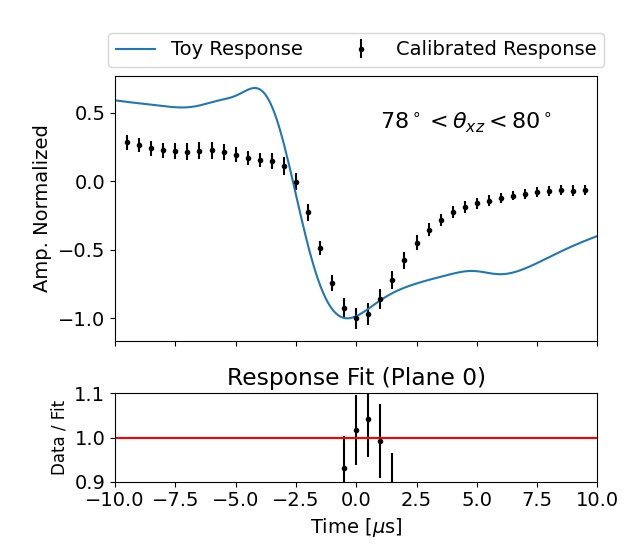 Toy Response Calibrated Response
78° < θxz < 80°
Amp. Normalized
0.5
0.0
−0.5
−1.0
Response Fit (Plane 0)
Data / Fit
1.1
1.0
0.9
−10.0 −7.5 −5.0 −2.5 0.0 2.5 5.0 7.5 10.0
Time [μs]